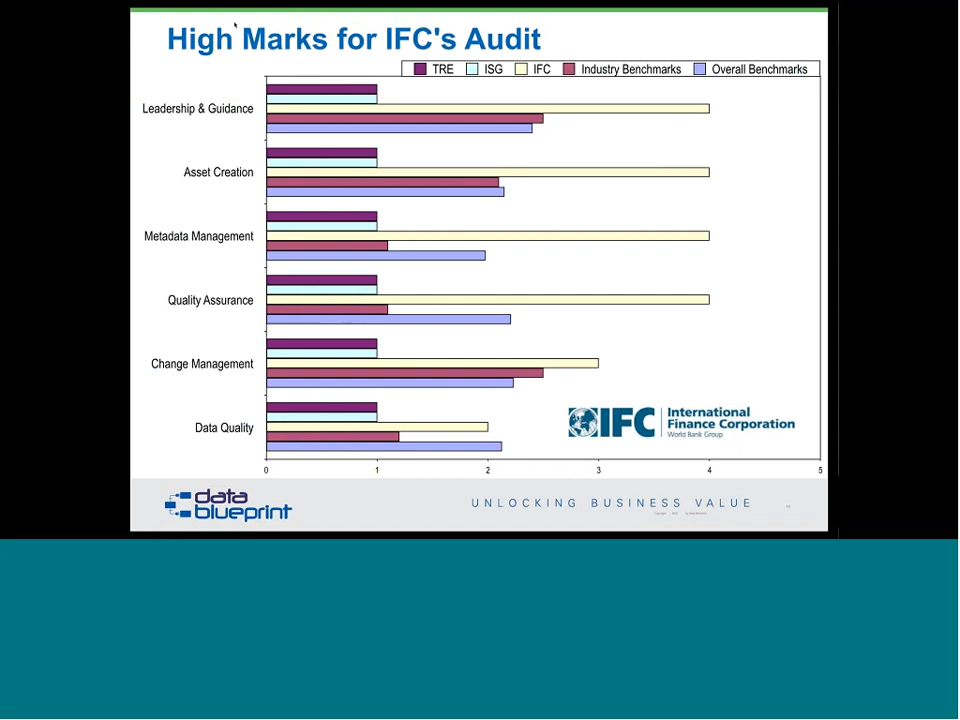 High Marks for IFC's Audit
TRE ISG IFC Industry Benchmarks Overall Benchmarks
Leadership & Guidance
Asset Creation
Metadata Management
Quality Assurance
Change Management
Data Quality
IFC International
Finance Corporation
World Bank Group
0 1 2 3 4 5
data
blueprint
UNLOCKING BUSINESS VALUE